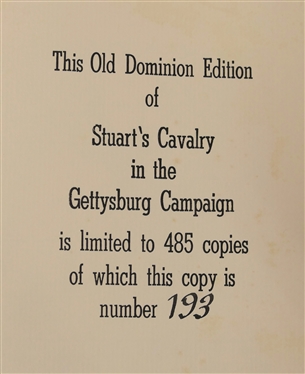 This Old Dominion Edition
of
Stuart's Cavalry
in the
Gettysburg Campaign
is limited to 485 copies
of which this copy is
number 193